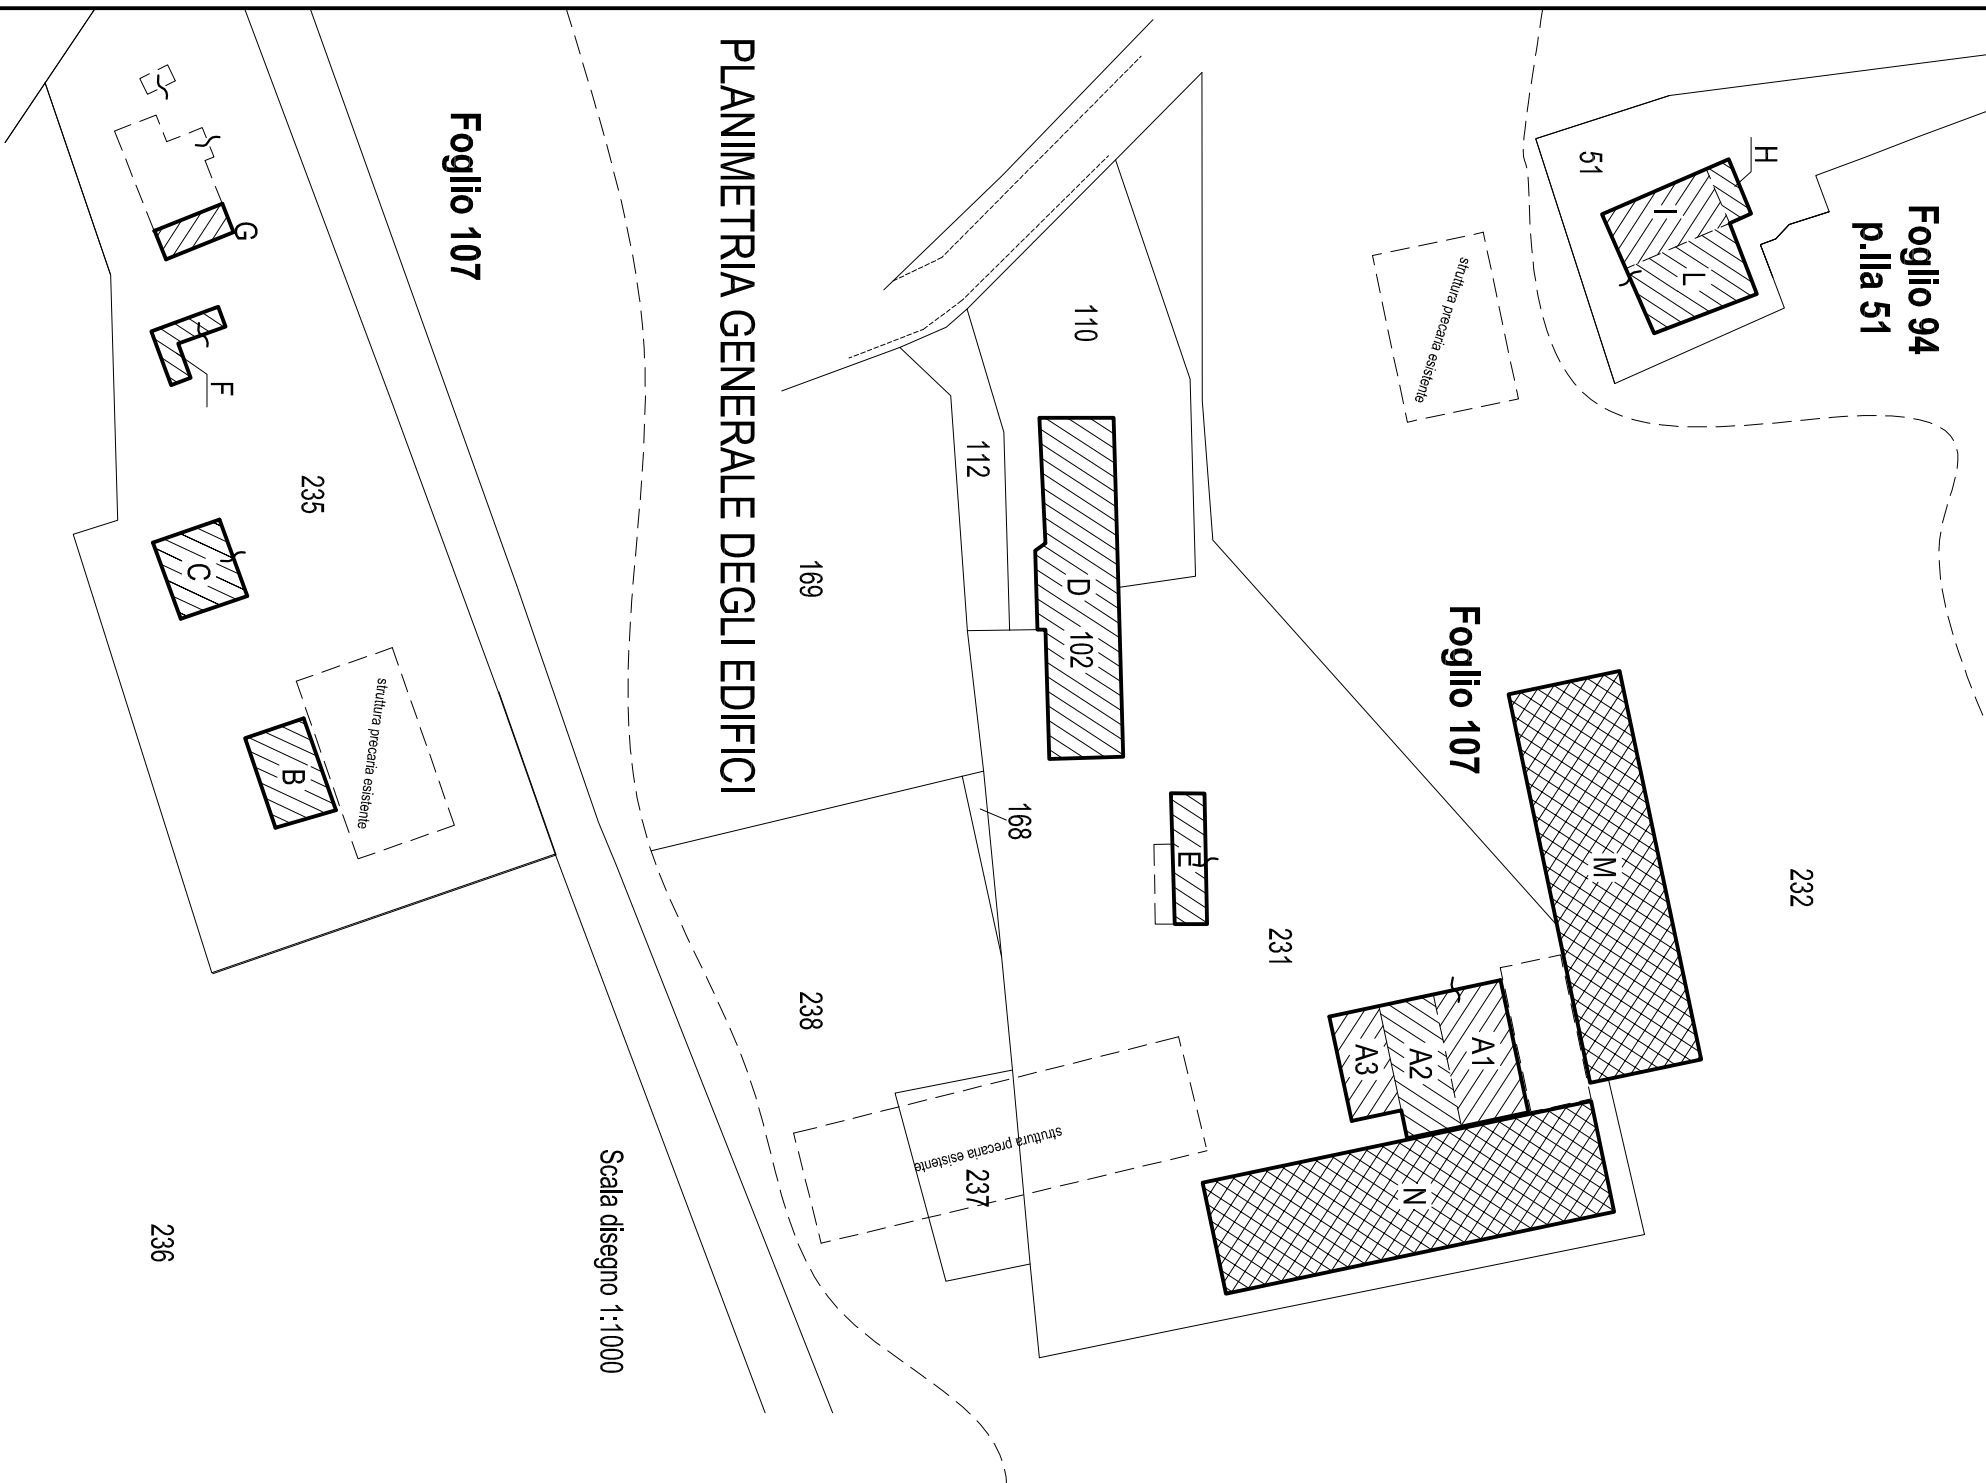 Foglio 94
p.lla 51
H
I
L
51
struttura precaria esistente
232
Foglio 107
M
110
112
D
102
E
231
A1
A2
A3
N
168
169
238
struttura precaria esistente
237
PLANIMETRIA GENERALE DEGLI EDIFICI
Scala disegno 1:1000
Foglio 107
G
F
235
C
struttura precaria esistente
B
236